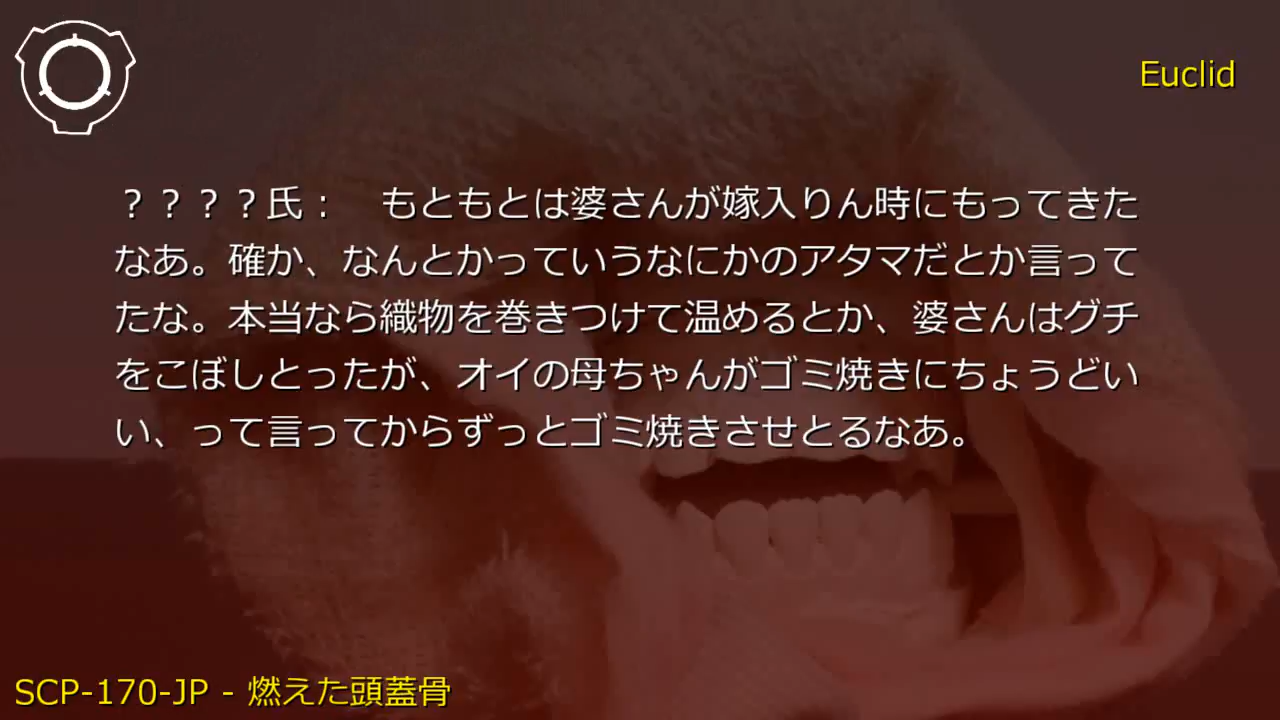 Euclid
？？？？氏：　もともとは婆さんが嫁入りん時にもってきた
なあ。確か、なんとかっていうなにかのアタマだとか言って
たな。本当なら織物を巻きつけて温めるとか、婆さんはグチ
をこぼしとったが、オイの母ちゃんがゴミ焼きにちょうどい
い、って言ってからずっとゴミ焼きさせとるなあ。
SCP-170-JP - 燃えた頭蓋骨